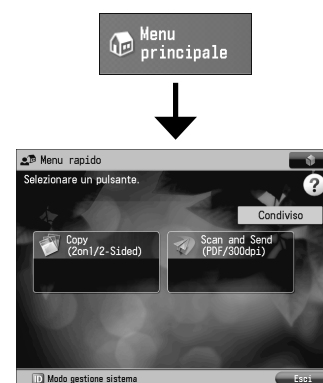 Menu
principale
Menu rapido
Selezionare un pulsante.
?
Condiviso
Copy
(2on1/2-Sided)
Scan and Send
(PDF/300dpi)
ID Modo gestione sistema
Esci